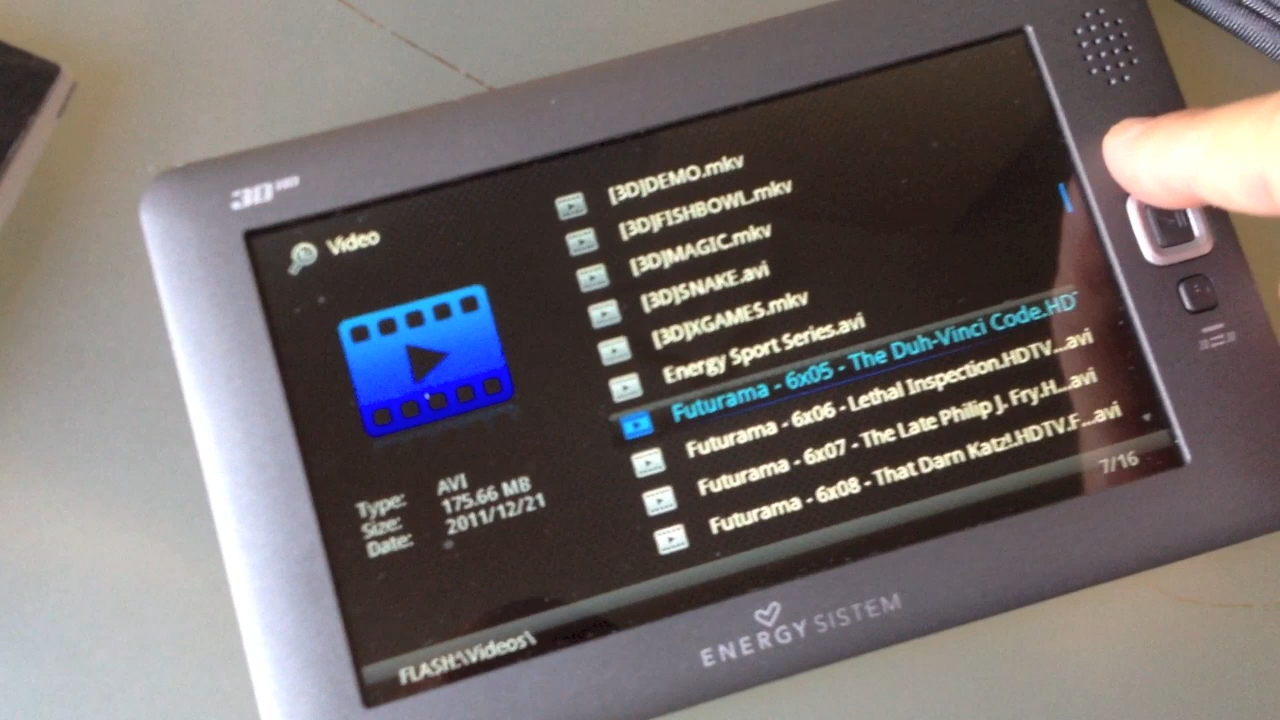 3D PRO
Video
[3D]DEMO.mkv
[3D]FISHBOWL.mkv
[3D]MAGIC.mkv
[3D]SNAKE.avi
[3D]XGAMES.mkv
Energy Sport Series.avi
Futurama - 6x05 - The Duh-Vinci Code.HD
Futurama - 6x06 - Lethal Inspection.HDTV...avi
Futurama - 6x07 - The Late Philip J. Fry.H...avi
Futurama - 6x08 - That Darn Katz!.HDTV.F...avi
Type: AVI
Size: 175.66 MB
Date: 2011/12/21
7/16
FLASH:\Videos\
ENERGY SISTEM